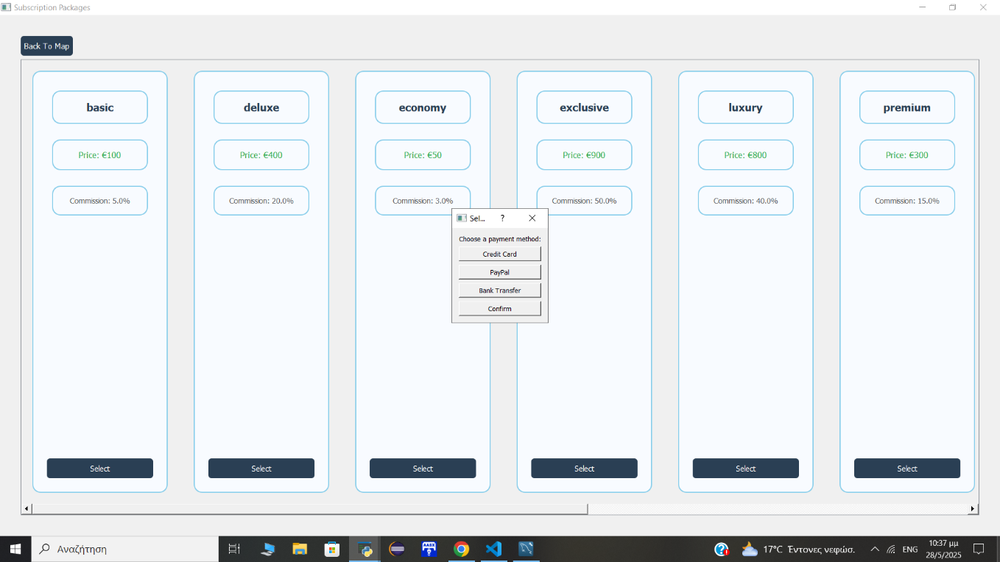 Subscription Packages
Back To Map
basic
Price: €100
Commission: 5.0%
Select
deluxe
Price: €400
Commission: 20.0%
Select
economy
Price: €50
Commission: 3.0%
Select
exclusive
Price: €900
Commission: 50.0%
Select
luxury
Price: €800
Commission: 40.0%
Select
premium
Price: €300
Commission: 15.0%
Select
Sel... ?
Choose a payment method:
Credit Card
PayPal
Bank Transfer
Confirm
Αναζήτηση
AASX
17°C Έντονες νεφώσ.
ENG
10:37 μμ
28/5/2025